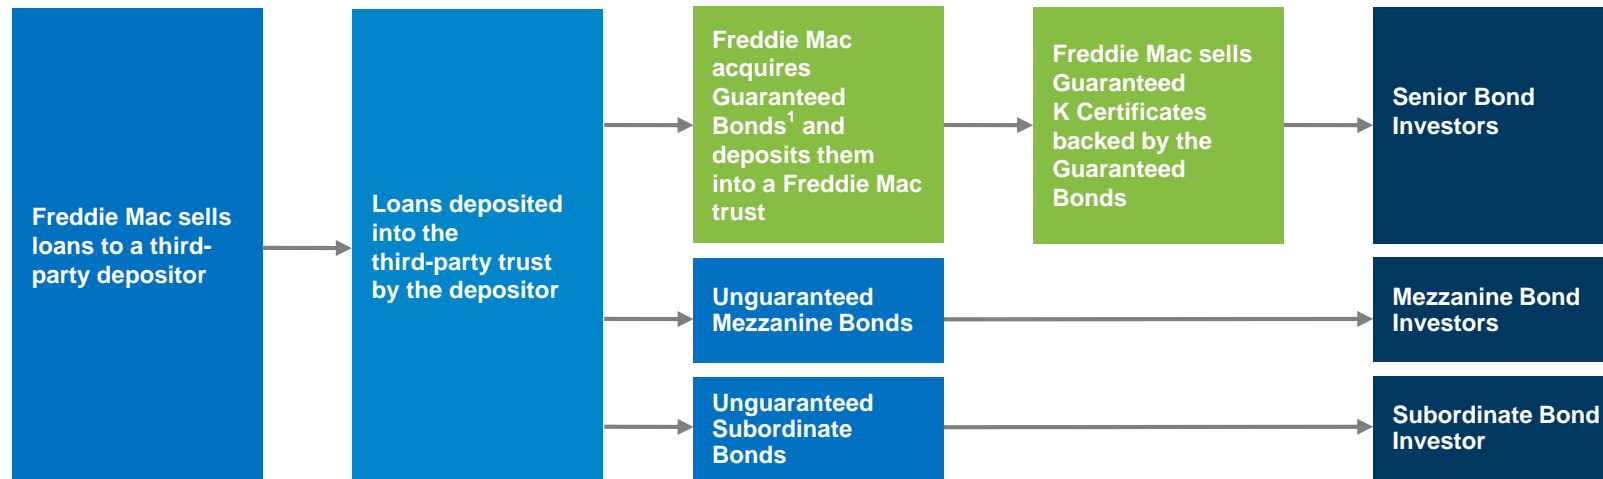 Freddie Mac sells
loans to a third-
party depositor
Loans deposited
into the
third-party trust
by the depositor
Freddie Mac
acquires
Guaranteed
Bonds¹ and
deposits them
into a Freddie Mac
trust
Freddie Mac sells
Guaranteed
K Certificates
backed by the
Guaranteed
Bonds
Senior Bond
Investors
Unguaranteed
Mezzanine Bonds
Mezzanine Bond
Investors
Unguaranteed
Subordinate
Bonds
Subordinate Bond
Investor